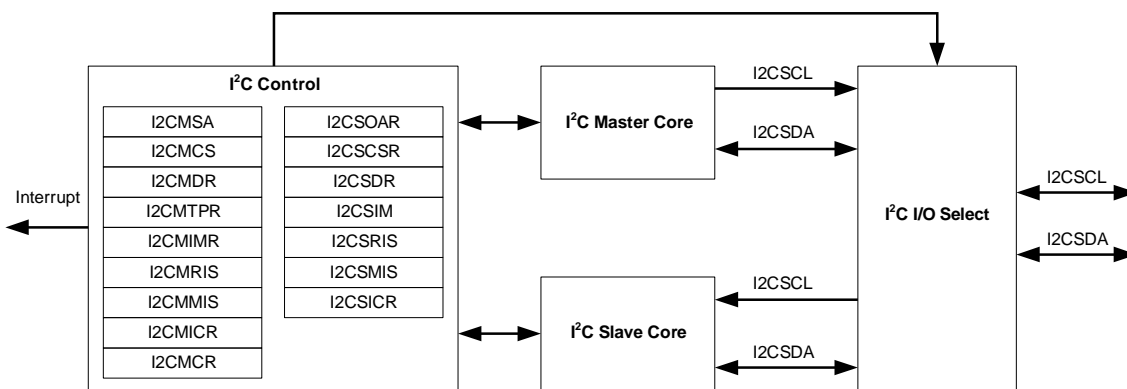 I²C Control
I2CMSA
I2CMCS
I2CMDR
I2CMTPR
I2CMIMR
I2CMRIS
I2CMMIS
I2CMICR
I2CMCR
I2CSOAR
I2CSCSR
I2CSDR
I2CSIM
I2CSRIS
I2CSMIS
I2CSICR
Interrupt
I²C Master Core
I2CSCL
I2CSDA
I²C Slave Core
I2CSCL
I2CSDA
I²C I/O Select
I2CSCL
I2CSDA